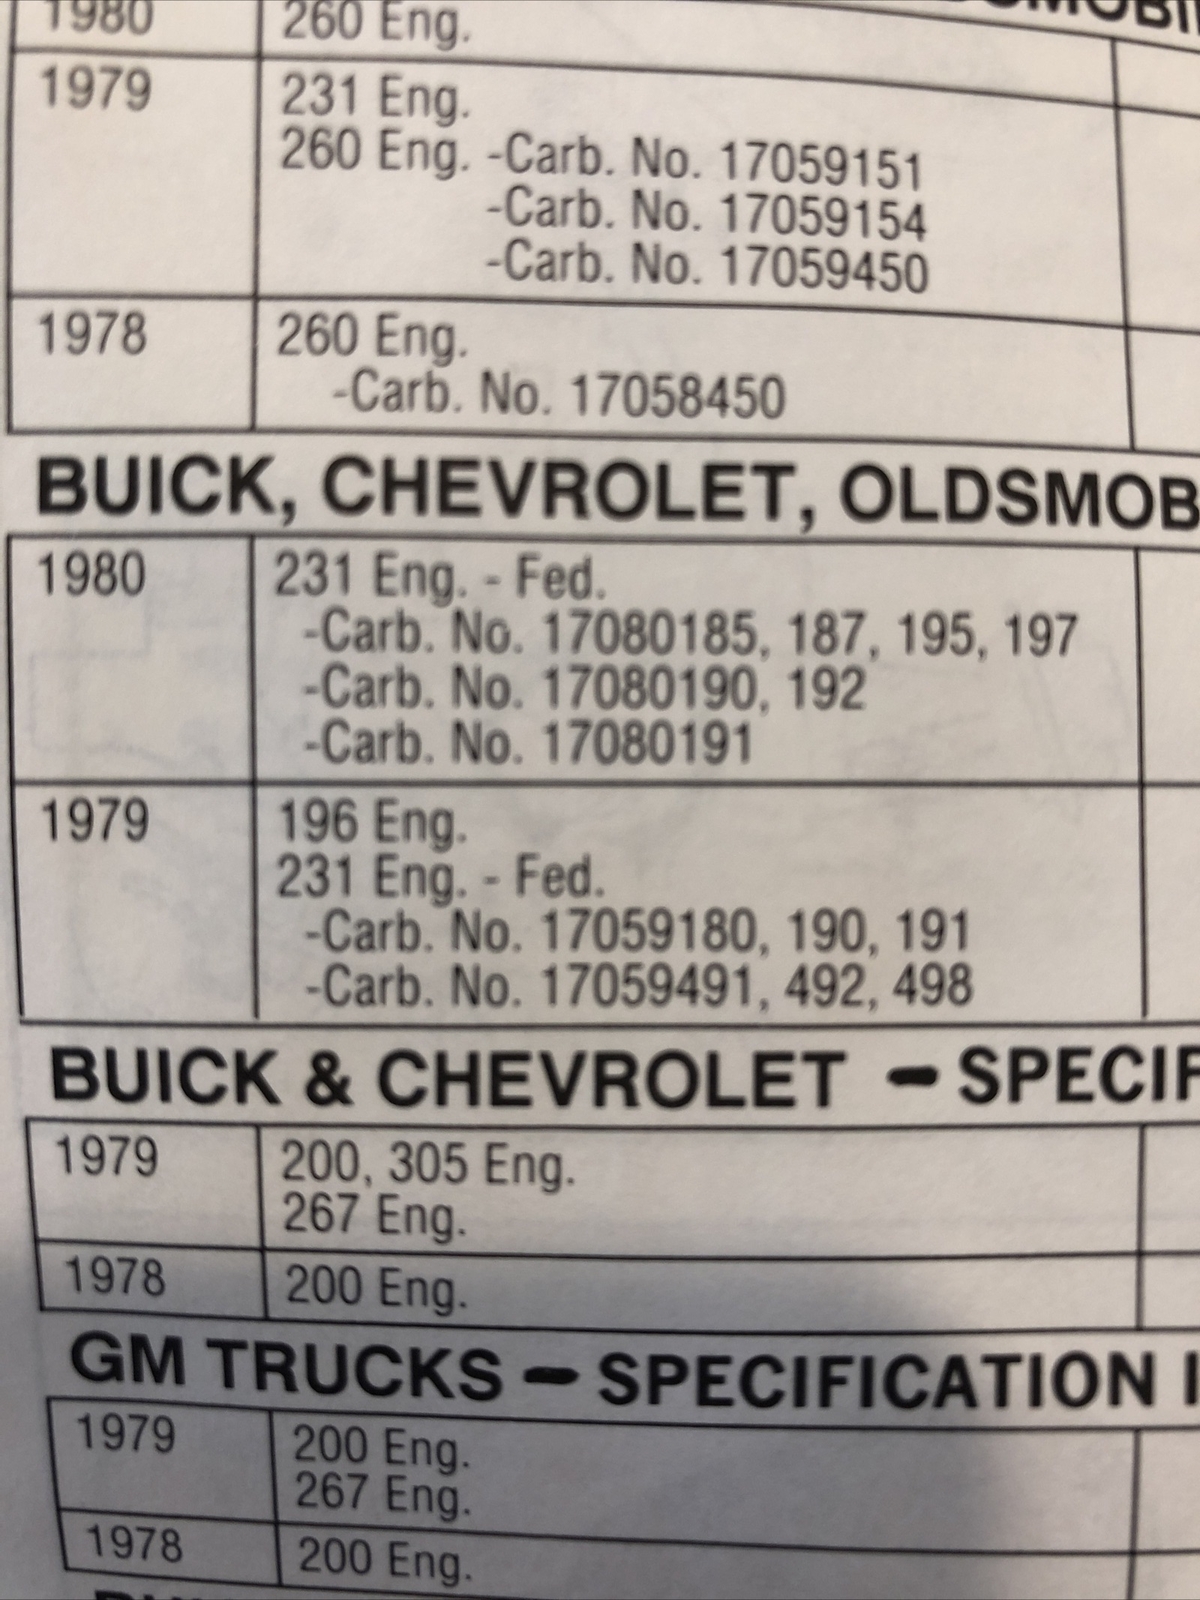 1980 260 Eng.
1979 231 Eng.
260 Eng. -Carb. No. 17059151
-Carb. No. 17059154
-Carb. No. 17059450
1978 260 Eng.
-Carb. No. 17058450
BUICK, CHEVROLET, OLDSMOB
1980 231 Eng. - Fed.
-Carb. No. 17080185, 187, 195, 197
-Carb. No. 17080190, 192
-Carb. No. 17080191
1979 196 Eng.
231 Eng. - Fed.
-Carb. No. 17059180, 190, 191
-Carb. No. 17059491, 492, 498
BUICK & CHEVROLET - SPECIF
1979 200, 305 Eng.
267 Eng.
1978 200 Eng.
GM TRUCKS - SPECIFICATION I
1979 200 Eng.
267 Eng.
1978 200 Eng.